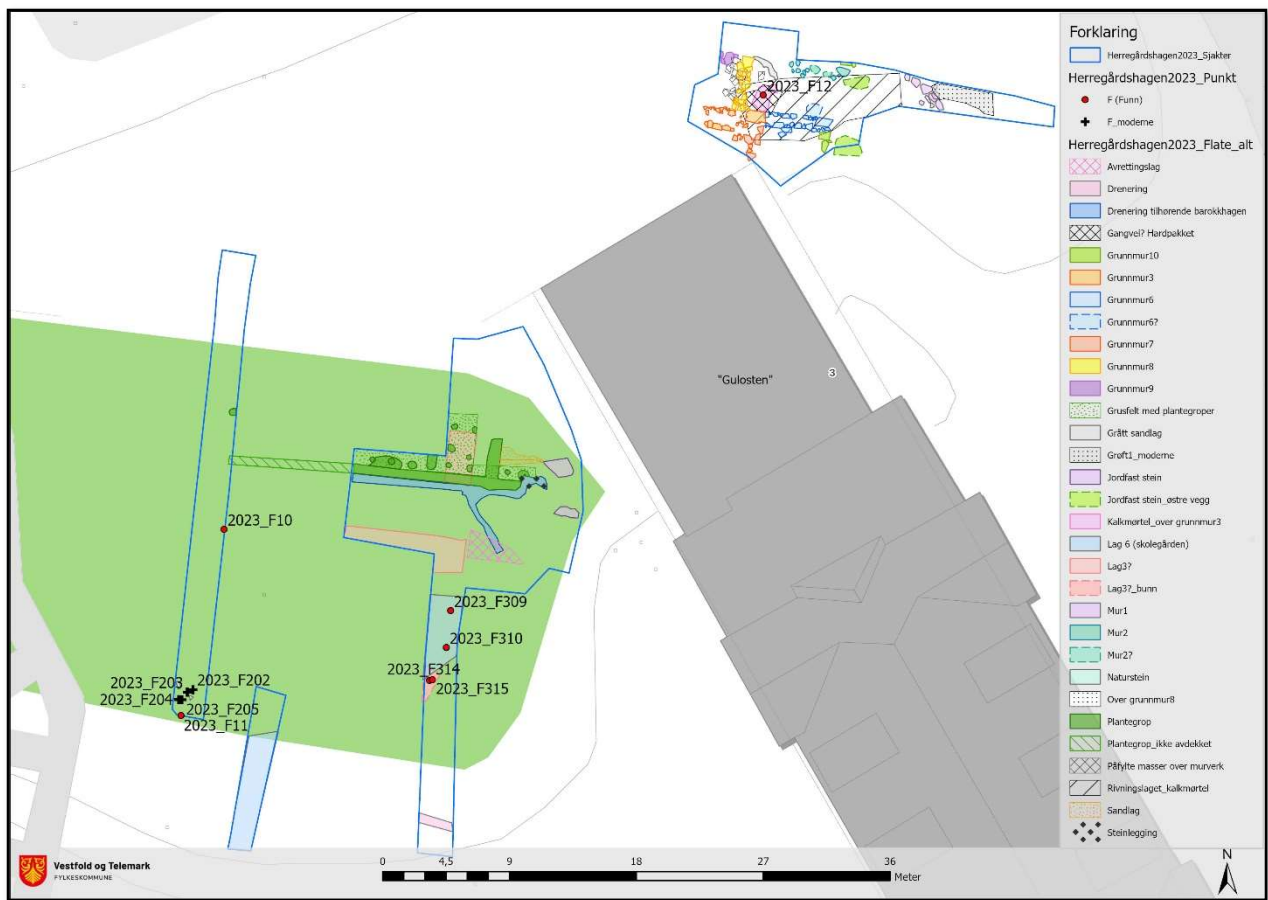 2023_F12
"Gulosten"
3
2023_F10
2023_F309
2023_F310
2023_F314
2023_F315
2023_F203
2023_F202
2023_F204
2023_F205
2023_F11
Forklaring
Herregårdshagen2023_Sjakter
Herregårdshagen2023_Punkt
F (Funn)
F_moderne
Herregårdshagen2023_Flate_alt
Avrettingslag
Drenering
Drenering tilhørende barokkhagen
Gangvei? Hardpakket
Grunnmur10
Grunnmur3
Grunnmur6
Grunnmur6?
Grunnmur7
Grunnmur8
Grunnmur9
Grusfelt med plantegroper
Grått sandlag
Grøft1_moderne
Jordfast stein
Jordfast stein_østre vegg
Kalkmørtel_over grunnmur3
Lag 6 (skolegården)
Lag3?
Lag3?_bunn
Mur1
Mur2
Mur2?
Naturstein
Over grunnmur8
Plantegrop
Plantegrop_ikke avdekket
Påfylte masser over murverk
Rivningslaget_kalkmørtel
Sandlag
Steinlegging
Vestfold og Telemark
FYLKESKOMMUNE
0 4,5 9 18 27 36
Meter
N